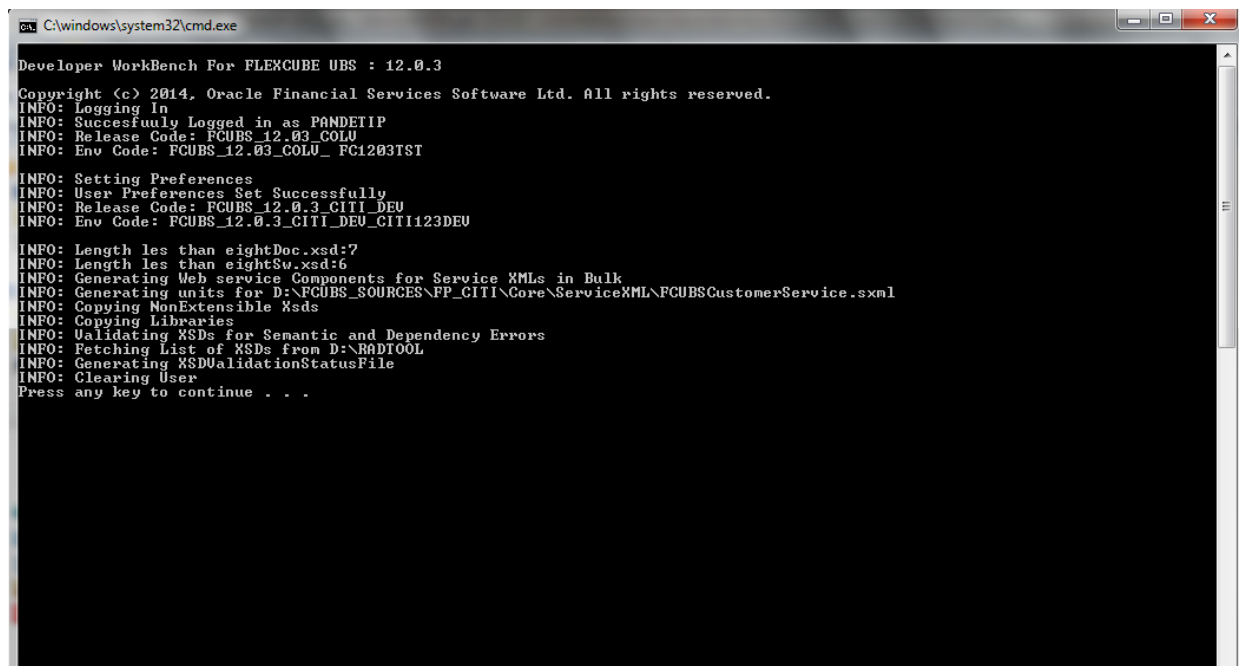 C:\windows\system32\cmd.exe
Developer WorkBench For FLEXCUBE UBS : 12.0.3
Copyright (c) 2014, Oracle Financial Services Software Ltd. All rights reserved.
INFO: Logging In
INFO: Succesfuuly Logged in as PANDETIP
INFO: Release Code: FCUBS_12.03_COLV
INFO: Env Code: FCUBS_12.03_COLV_ FC1203TST
INFO: Setting Preferences
INFO: User Preferences Set Successfully
INFO: Release Code: FCUBS_12.0.3_CITI_DEV
INFO: Env Code: FCUBS_12.0.3_CITI_DEV_CITI123DEV
INFO: Length les than eightDoc.xsd:7
INFO: Length les than eightSw.xsd:6
INFO: Generating Web service Components for Service XMLs in Bulk
INFO: Generating units for D:\FCUBS_SOURCES\FP_CITI\Core\ServiceXML\FCUBSCustomerService.sxml
INFO: Copying NonExtensible Xsds
INFO: Copying Libraries
INFO: Validating XSDs for Semantic and Dependency Errors
INFO: Fetching List of XSDs from D:\RADTOOL
INFO: Generating XSDValidationStatusFile
INFO: Clearing User
Press any key to continue . . .